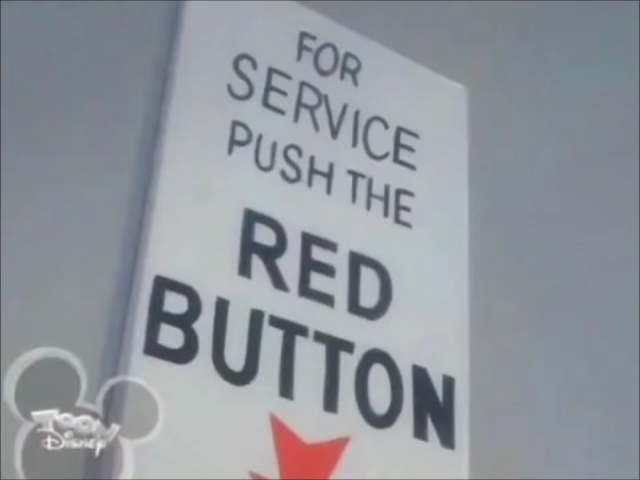 FOR
SERVICE
PUSH THE
RED
BUTTON
TOON
DISNEY